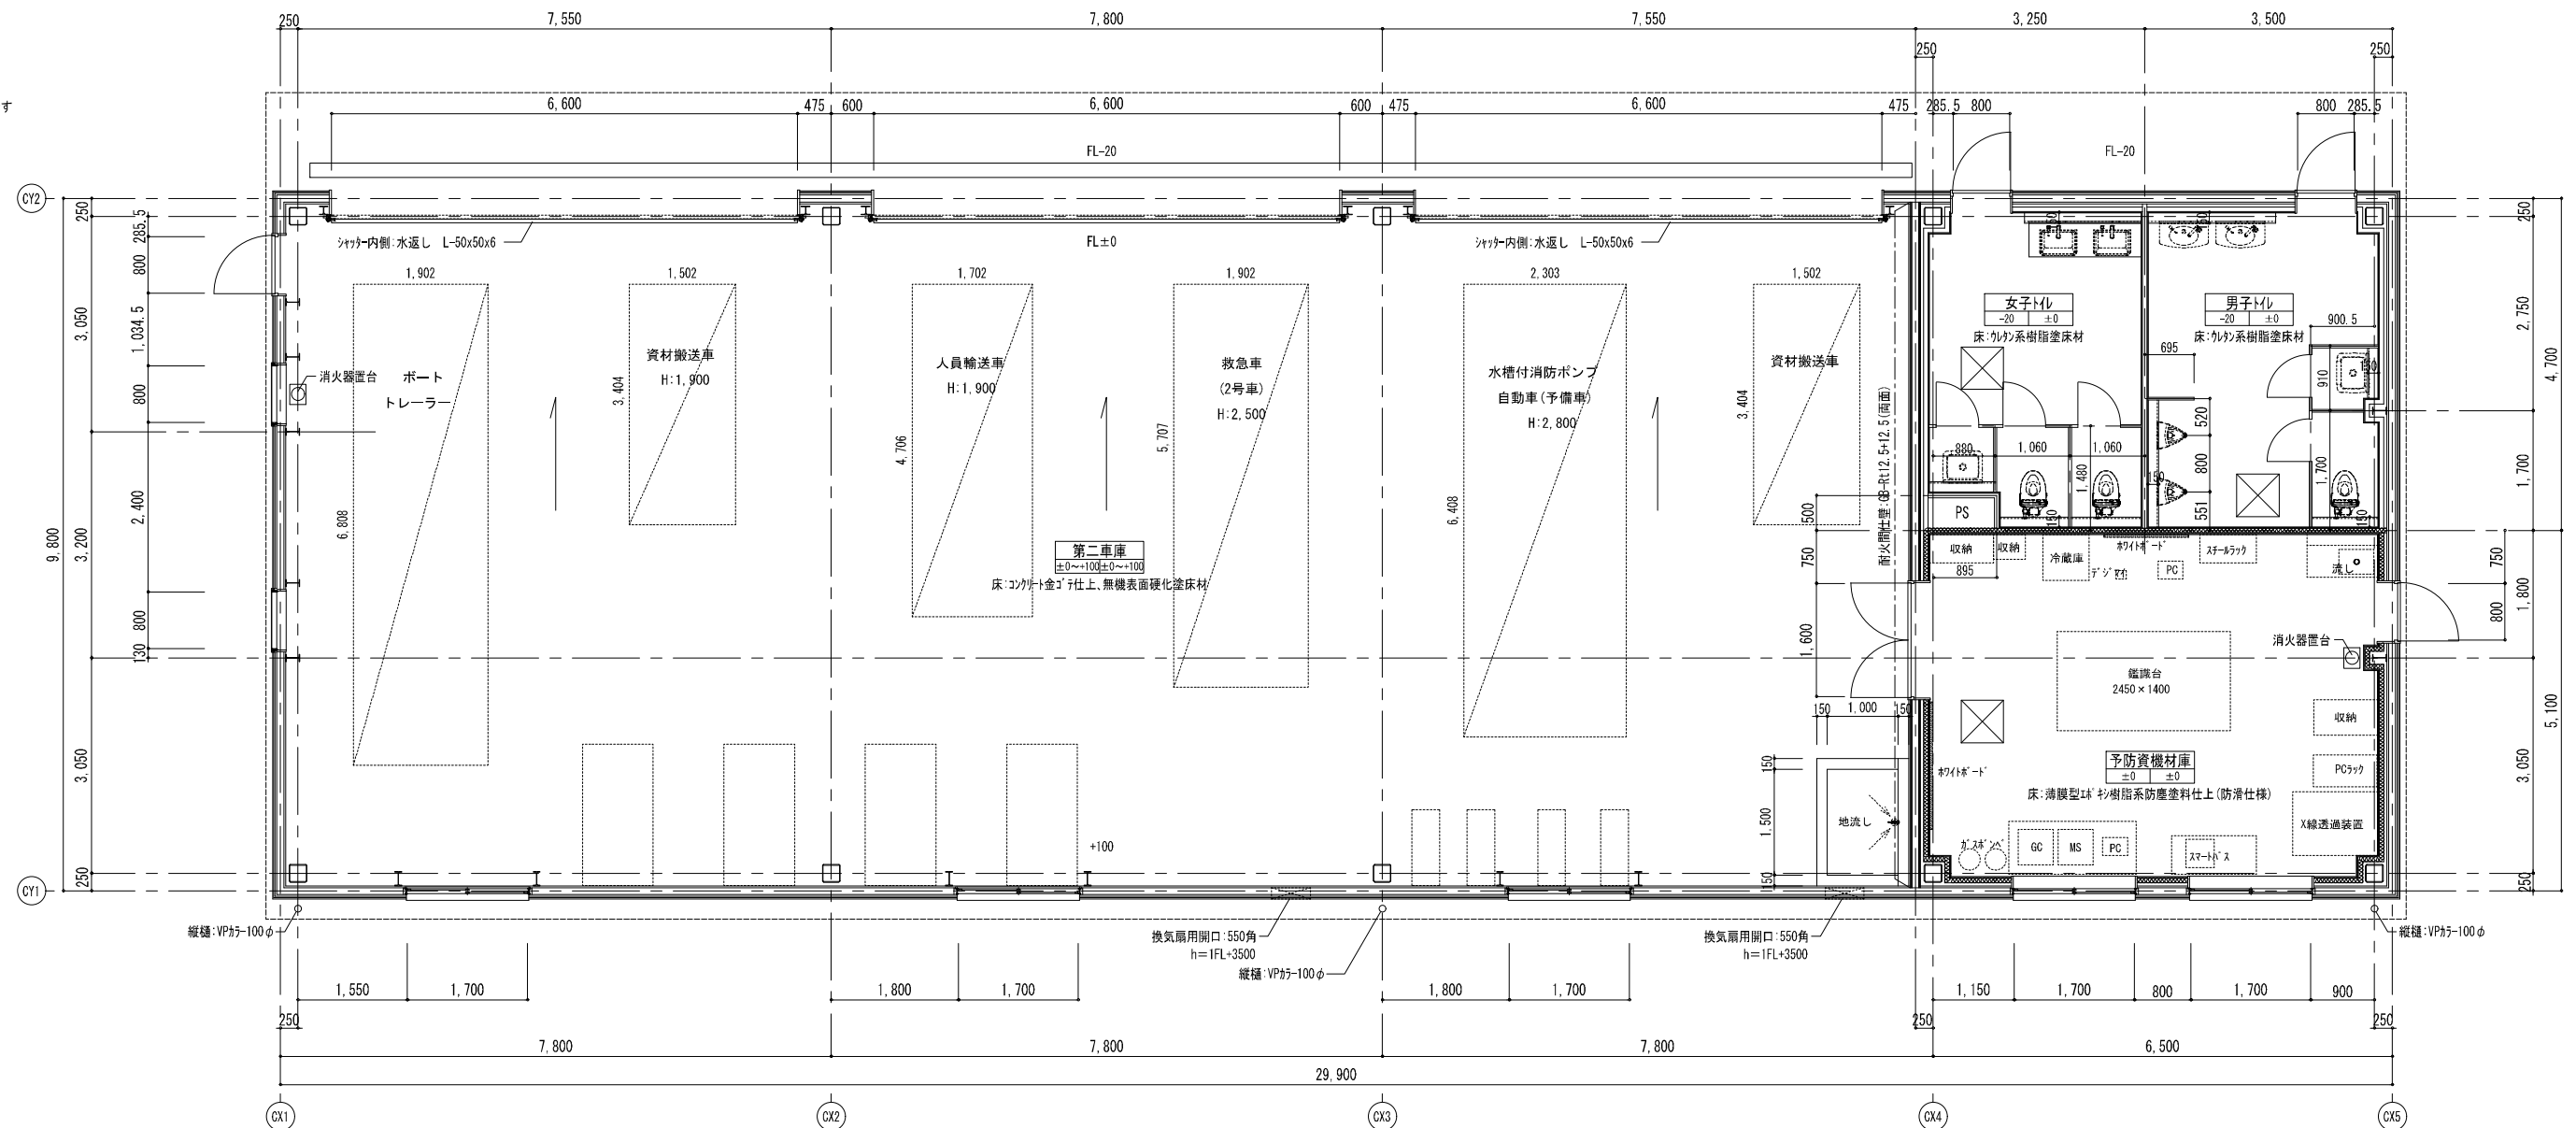 250 7,550 7,800 7,550 3,250 3,500
250 250
す
6,600 475 600 6,600 600 475 6,600 475 285.5 800 800 285.5
FL-20 FL-20
CY2
シャッター内側:水返し L-50x50x6
FL±0
シャッター内側:水返し L-50x50x6
1,902 1,502 1,702 1,902 2,303 1,502
250
285.5
800
3,050
1,034.5
800
2,400
3,200
9,800
800
130
3,050
250
消火器置台
ボート
トレーラー
6,808
資材搬送車
H:1,900
3,404
人員輸送車
H:1,900
4,706
救急車
(2号車)
H:2,500
5,707
水槽付消防ポンプ
自動車(予備車)
H:2,800
6,408
資材搬送車
3,404
耐火間仕壁:GB-Rt12.5+12.5(両面)
第二車庫
±0~+100 ±0~+100
床:コンクリート金ゴテ仕上、無機表面硬化塗床材
女子トイレ
-20 ±0
床:ウレタン系樹脂塗床材
男子トイレ
-20 ±0
床:ウレタン系樹脂塗床材
900.5
695
150
910
520
880 1,060 1,060
1,480
800
150
1,700
551
150
150
PS
500
750
1,600
収納 収納 冷蔵庫 ホワイトボード スチールラック
895
PC
流し
消火器置台
鑑識台
2450×1400
収納
PCラック
予防資機材庫
±0 ±0
床:薄膜型エポキシ樹脂系防塵塗料仕上(防滑仕様)
ホワイトボード
X線透過装置
ガスボンベ GC MS PC スマートバス
150 1,000 150
150
1,500
150
地流し
+100
250
2,750
4,700
1,700
750
1,800
800
5,100
3,050
250
CY1
縦樋:VPカラー100φ
換気扇用開口:550角
h=1FL+3500
縦樋:VPカラー100φ
換気扇用開口:550角
h=1FL+3500
縦樋:VPカラー100φ
1,550 1,700 1,800 1,700 1,800 1,700 1,150 1,700 800 1,700 900
250 250 250
7,800 7,800 7,800 6,500
29,900
CX1 CX2 CX3 CX4 CX5